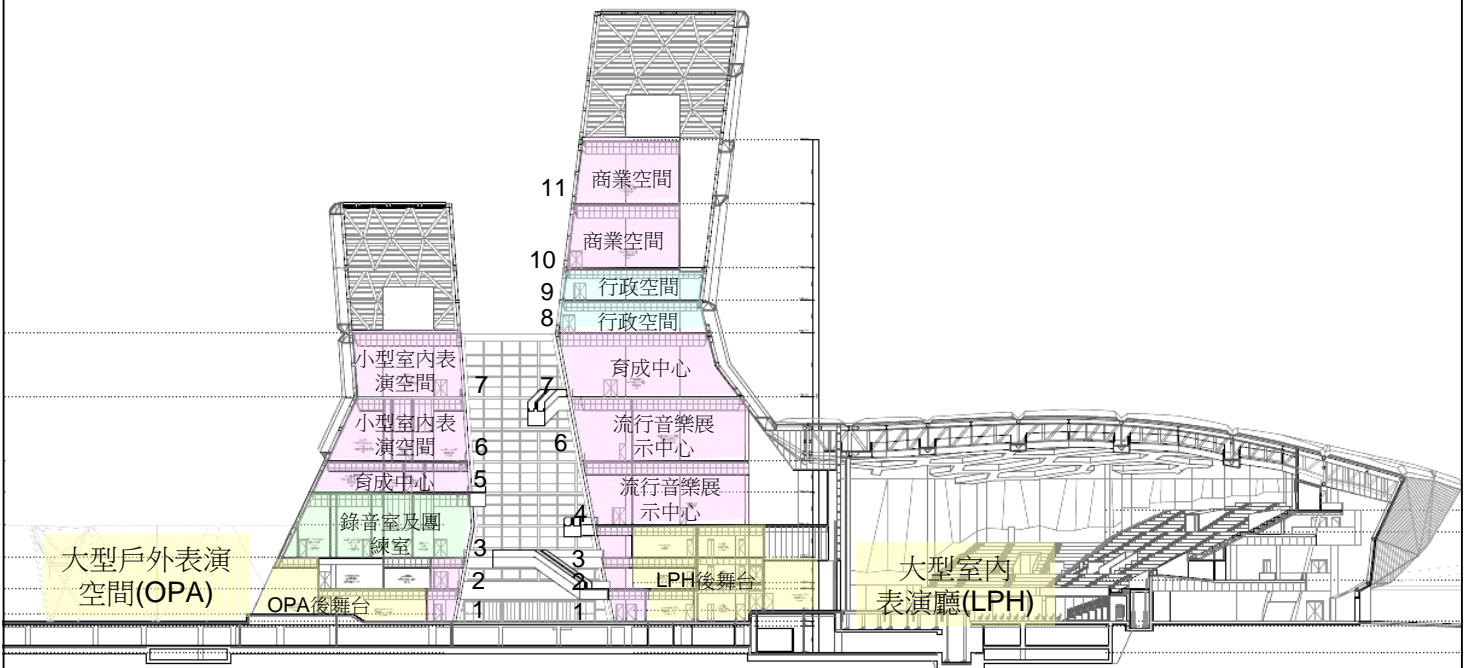 11
商業空間
商業空間
10
行政空間
9
行政空間
8
小型室內表
演空間
7
7
育成中心
小型室內表
演空間
6
6
流行音樂展
示中心
育成中心
5
流行音樂展
示中心
4
錄音室及團
練室
3
3
大型戶外表演
空間(OPA)
2
2
LPH後舞台
大型室內
表演廳(LPH)
OPA後舞台
1
1